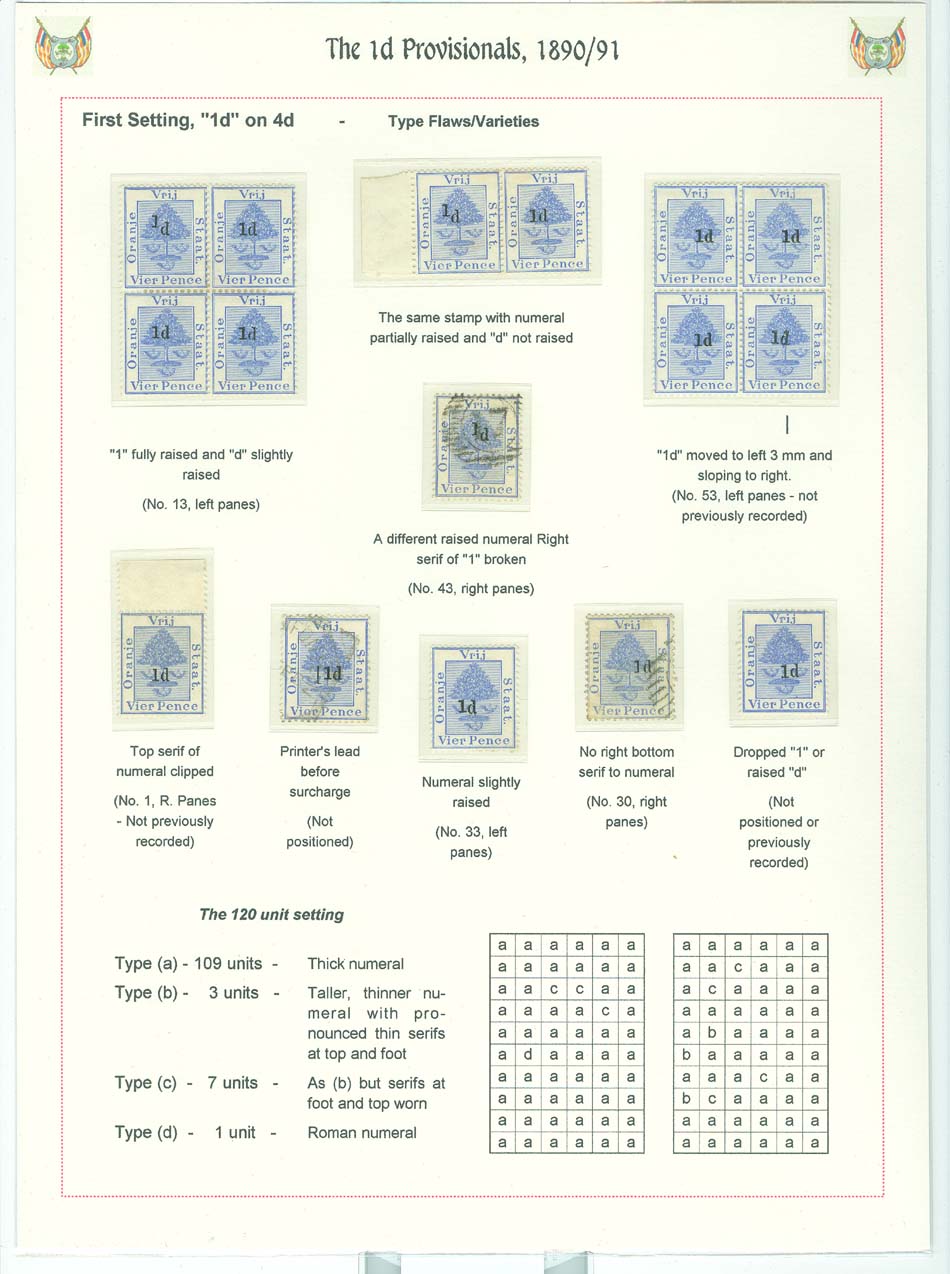 The 1d Provisionals, 1890/91
First Setting, "1d" on 4d - Type Flaws/Varieties
Vrij
Oranje
Staat.
1d
Vier Pence
Vrij
Oranje
Staat.
1d
Vier Pence
Vrij
Oranje
Staat.
1d
Vier Pence
Vrij
Oranje
Staat.
1d
Vier Pence
"1" fully raised and "d" slightly
raised
(No. 13, left panes)
Vrij
Oranje
Staat.
1d
Vier Pence
Vrij
Oranje
Staat.
1d
Vier Pence
The same stamp with numeral
partially raised and "d" not raised
Vrij
Oranje
Staat.
1d
Vier Pence
A different raised numeral Right
serif of "1" broken
(No. 43, right panes)
Vrij
Oranje
Staat.
1d
Vier Pence
Vrij
Oranje
Staat.
1d
Vier Pence
Vrij
Oranje
Staat.
1d
Vier Pence
Vrij
Oranje
Staat.
1d
Vier Pence
"1d" moved to left 3 mm and
sloping to right.
(No. 53, left panes - not
previously recorded)
Vrij
Oranje
Staat.
1d
Vier Pence
Top serif of
numeral clipped
(No. 1, R. Panes
- Not previously
recorded)
Vrij
Oranje
Staat.
1d
Vier Pence
Printer's lead
before
surcharge
(Not
positioned)
Vrij
Oranje
Staat.
1d
Vier Pence
Numeral slightly
raised
(No. 33, left
panes)
Vrij
Oranje
Staat.
1d
Vier Pence
No right bottom
serif to numeral
(No. 30, right
panes)
Vrij
Oranje
Staat.
1d
Vier Pence
Dropped "1" or
raised "d"
(Not
positioned or
previously
recorded)
The 120 unit setting
Type (a) - 109 units - Thick numeral
Type (b) - 3 units - Taller, thinner nu-
meral with pro-
nounced thin serifs
at top and foot
Type (c) - 7 units - As (b) but serifs at
foot and top worn
Type (d) - 1 unit - Roman numeral
a a a a a a
a a a a a a
a a c c a a
a a a a c a
a a a a a a
a d a a a a
a a a a a a
a a a a a a
a a a a a a
a a a a a a
a a a a a a
a a c a a a
a c a a a a
a a a a a a
a b a a a a
b a a a a a
a a a c a a
b c a a a a
a a a a a a
a a a a a a